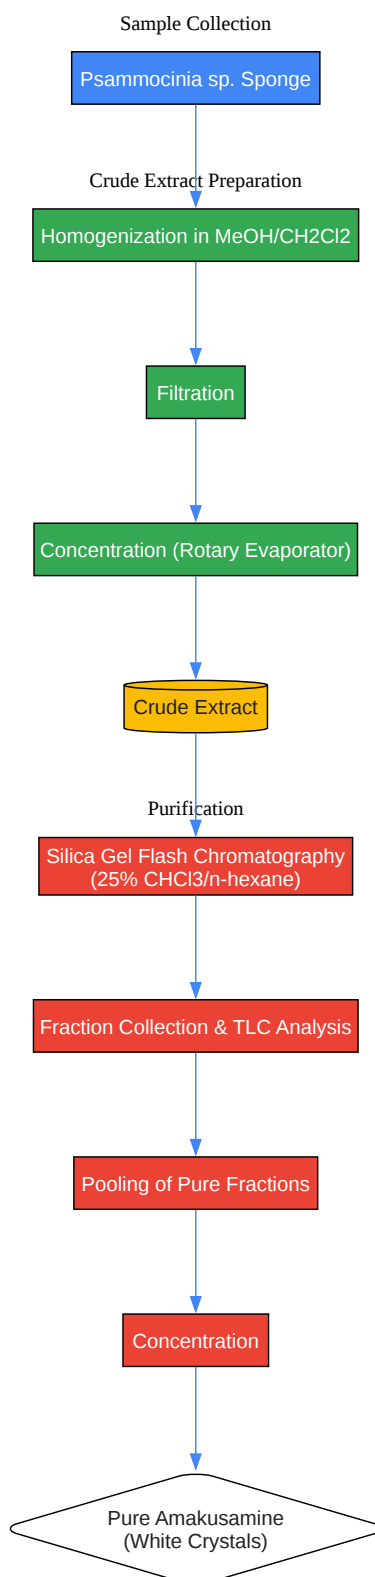 Sample Collection
Psammocinia sp. Sponge
Crude Extract Preparation
Homogenization in MeOH/CH2Cl2
Filtration
Concentration (Rotary Evaporator)
Crude Extract
Purification
Silica Gel Flash Chromatography
(25% CHCl3/n-hexane)
Fraction Collection & TLC Analysis
Pooling of Pure Fractions
Concentration
Pure Amakusamine
(White Crystals)